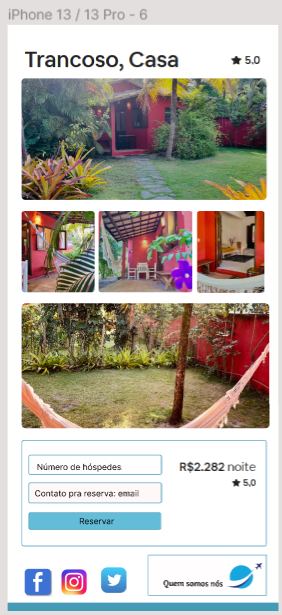 iPhone 13 / 13 Pro - 6
Trancoso, Casa
★ 5,0
Número de hóspedes
R$2.282 noite
★ 5,0
Contato pra reserva: email
Reservar
Quem somos nós